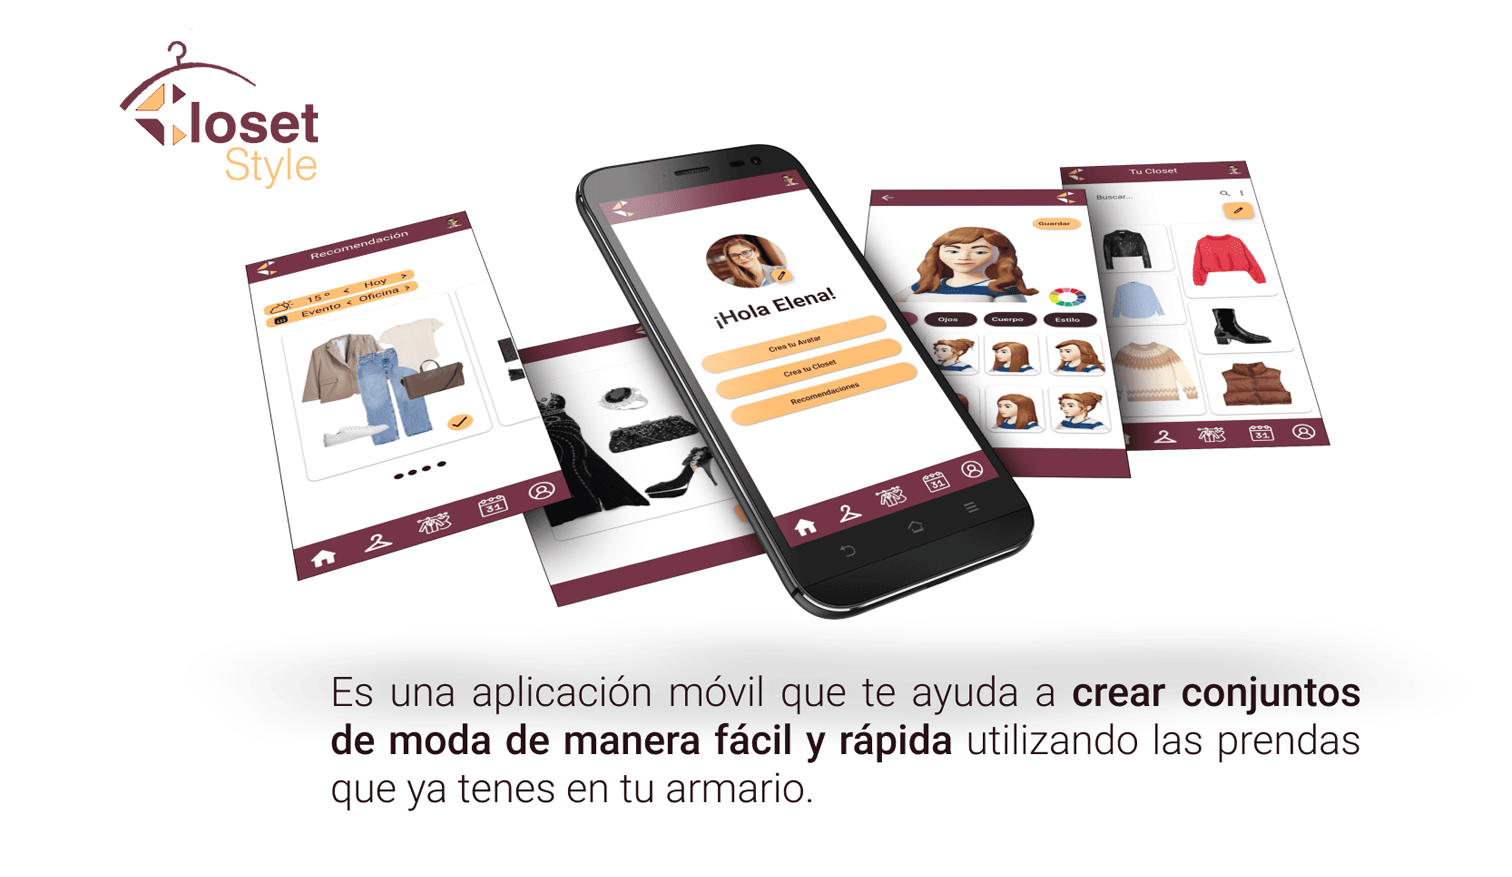 Closet
Style
Recomendación
15° < Hoy >
Evento < Oficina >
31
¡Hola Elena!
Crea tu Avatar
Crea tu Closet
Recomendaciones
31
Guardar
Ojos
Cuerpo
Estilo
Tu Closet
Buscar...
31
Es una aplicación móvil que te ayuda a crear conjuntos
de moda de manera fácil y rápida utilizando las prendas
que ya tenes en tu armario.